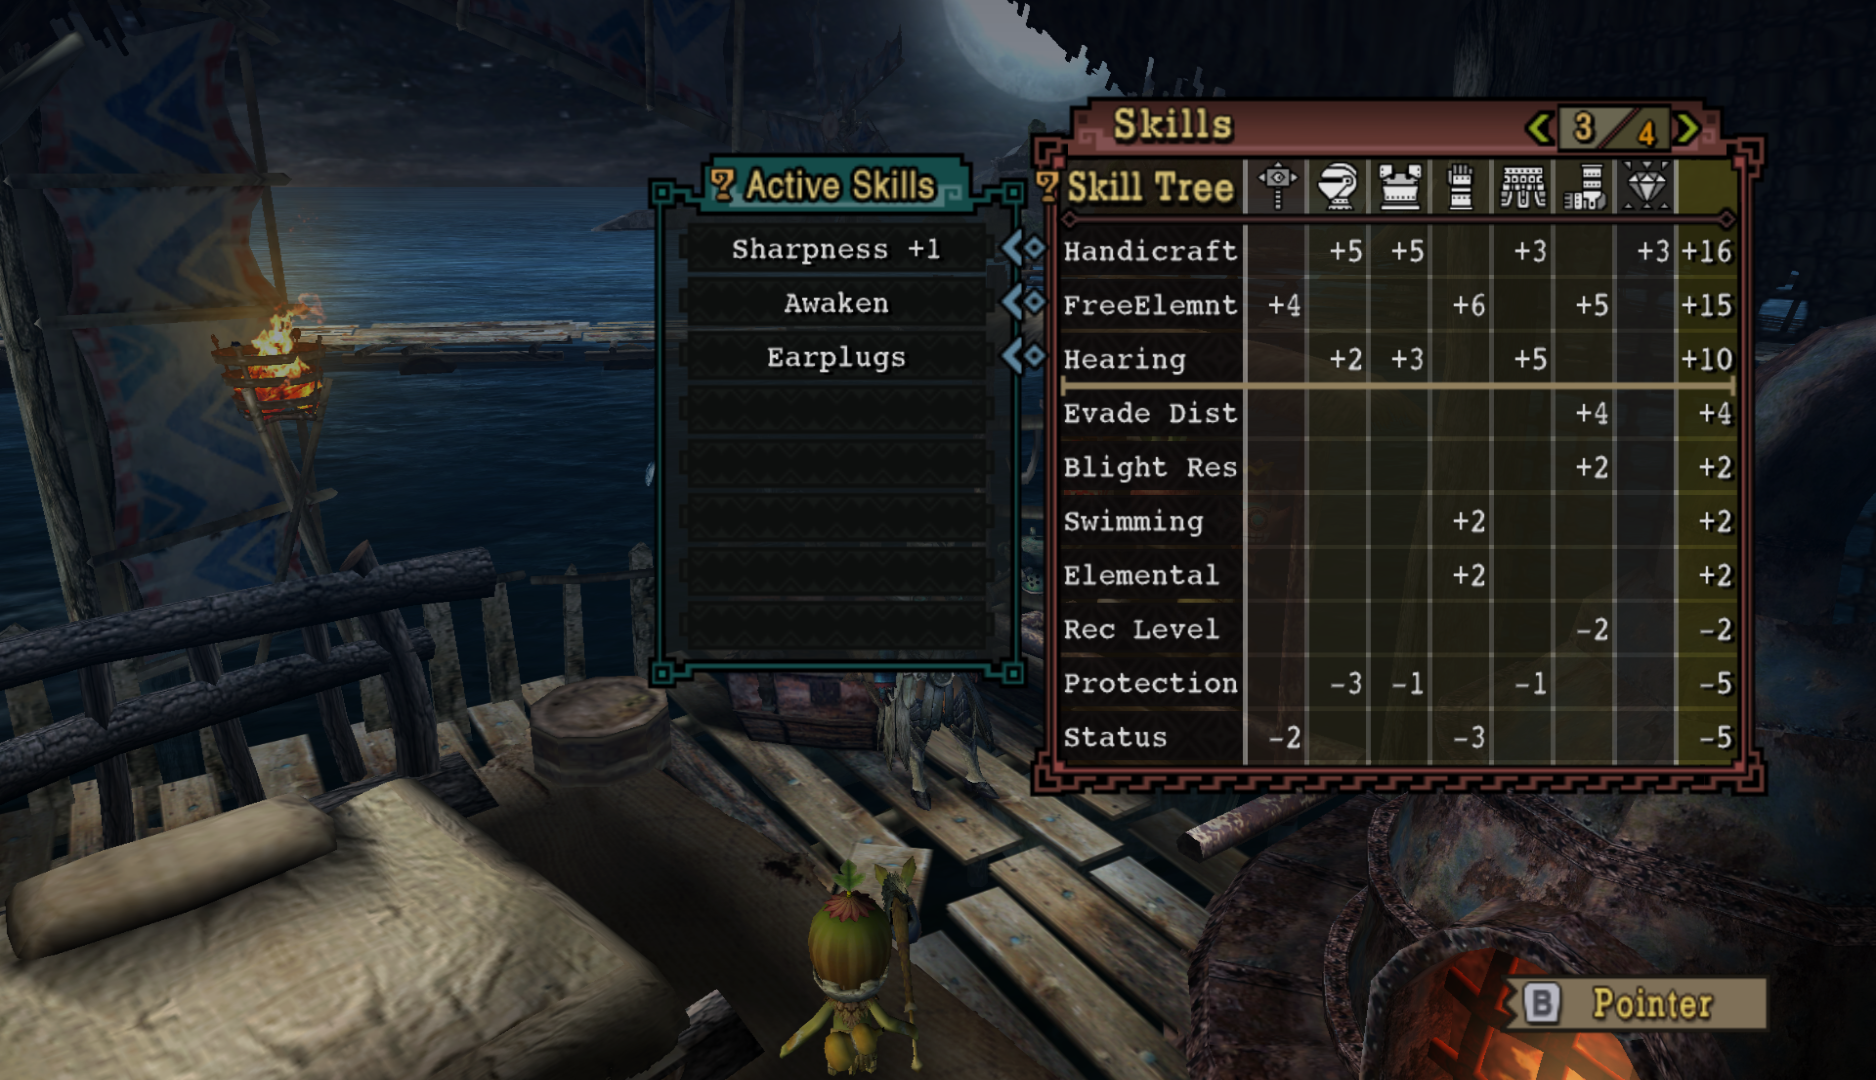 Skills
3/4
? Active Skills
Sharpness +1
Awaken
Earplugs
? Skill Tree
Handicraft +5 +5 +3 +3 +16
FreeElemnt +4 +6 +5 +15
Hearing +2 +3 +5 +10
Evade Dist +4 +4
Blight Res +2 +2
Swimming +2 +2
Elemental +2 +2
Rec Level -2 -2
Protection -3 -1 -1 -5
Status -2 -3 -5
B Pointer